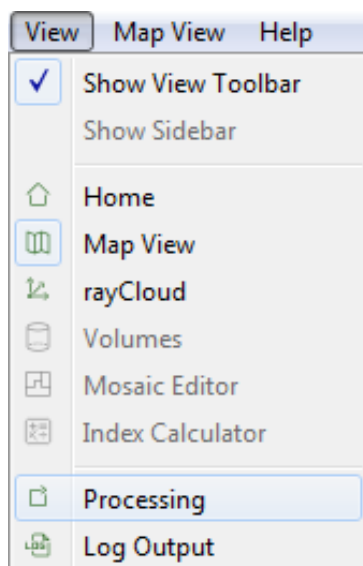 View Map View Help
Show View Toolbar
Show Sidebar
Home
Map View
rayCloud
Volumes
Mosaic Editor
Index Calculator
Processing
Log Output